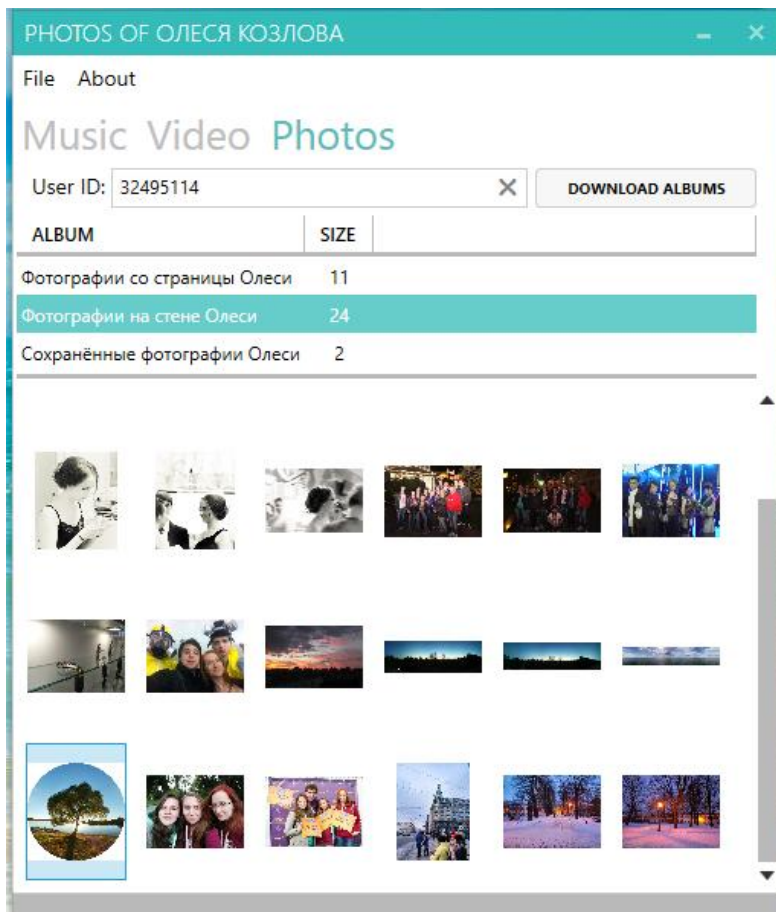 PHOTOS OF ОЛЕСЯ КОЗЛОВА
File About
Music Video Photos
User ID: 32495114 DOWNLOAD ALBUMS
ALBUM SIZE
Фотографии со страницы Олеси 11
Фотографии на стене Олеси 24
Сохранённые фотографии Олеси 2